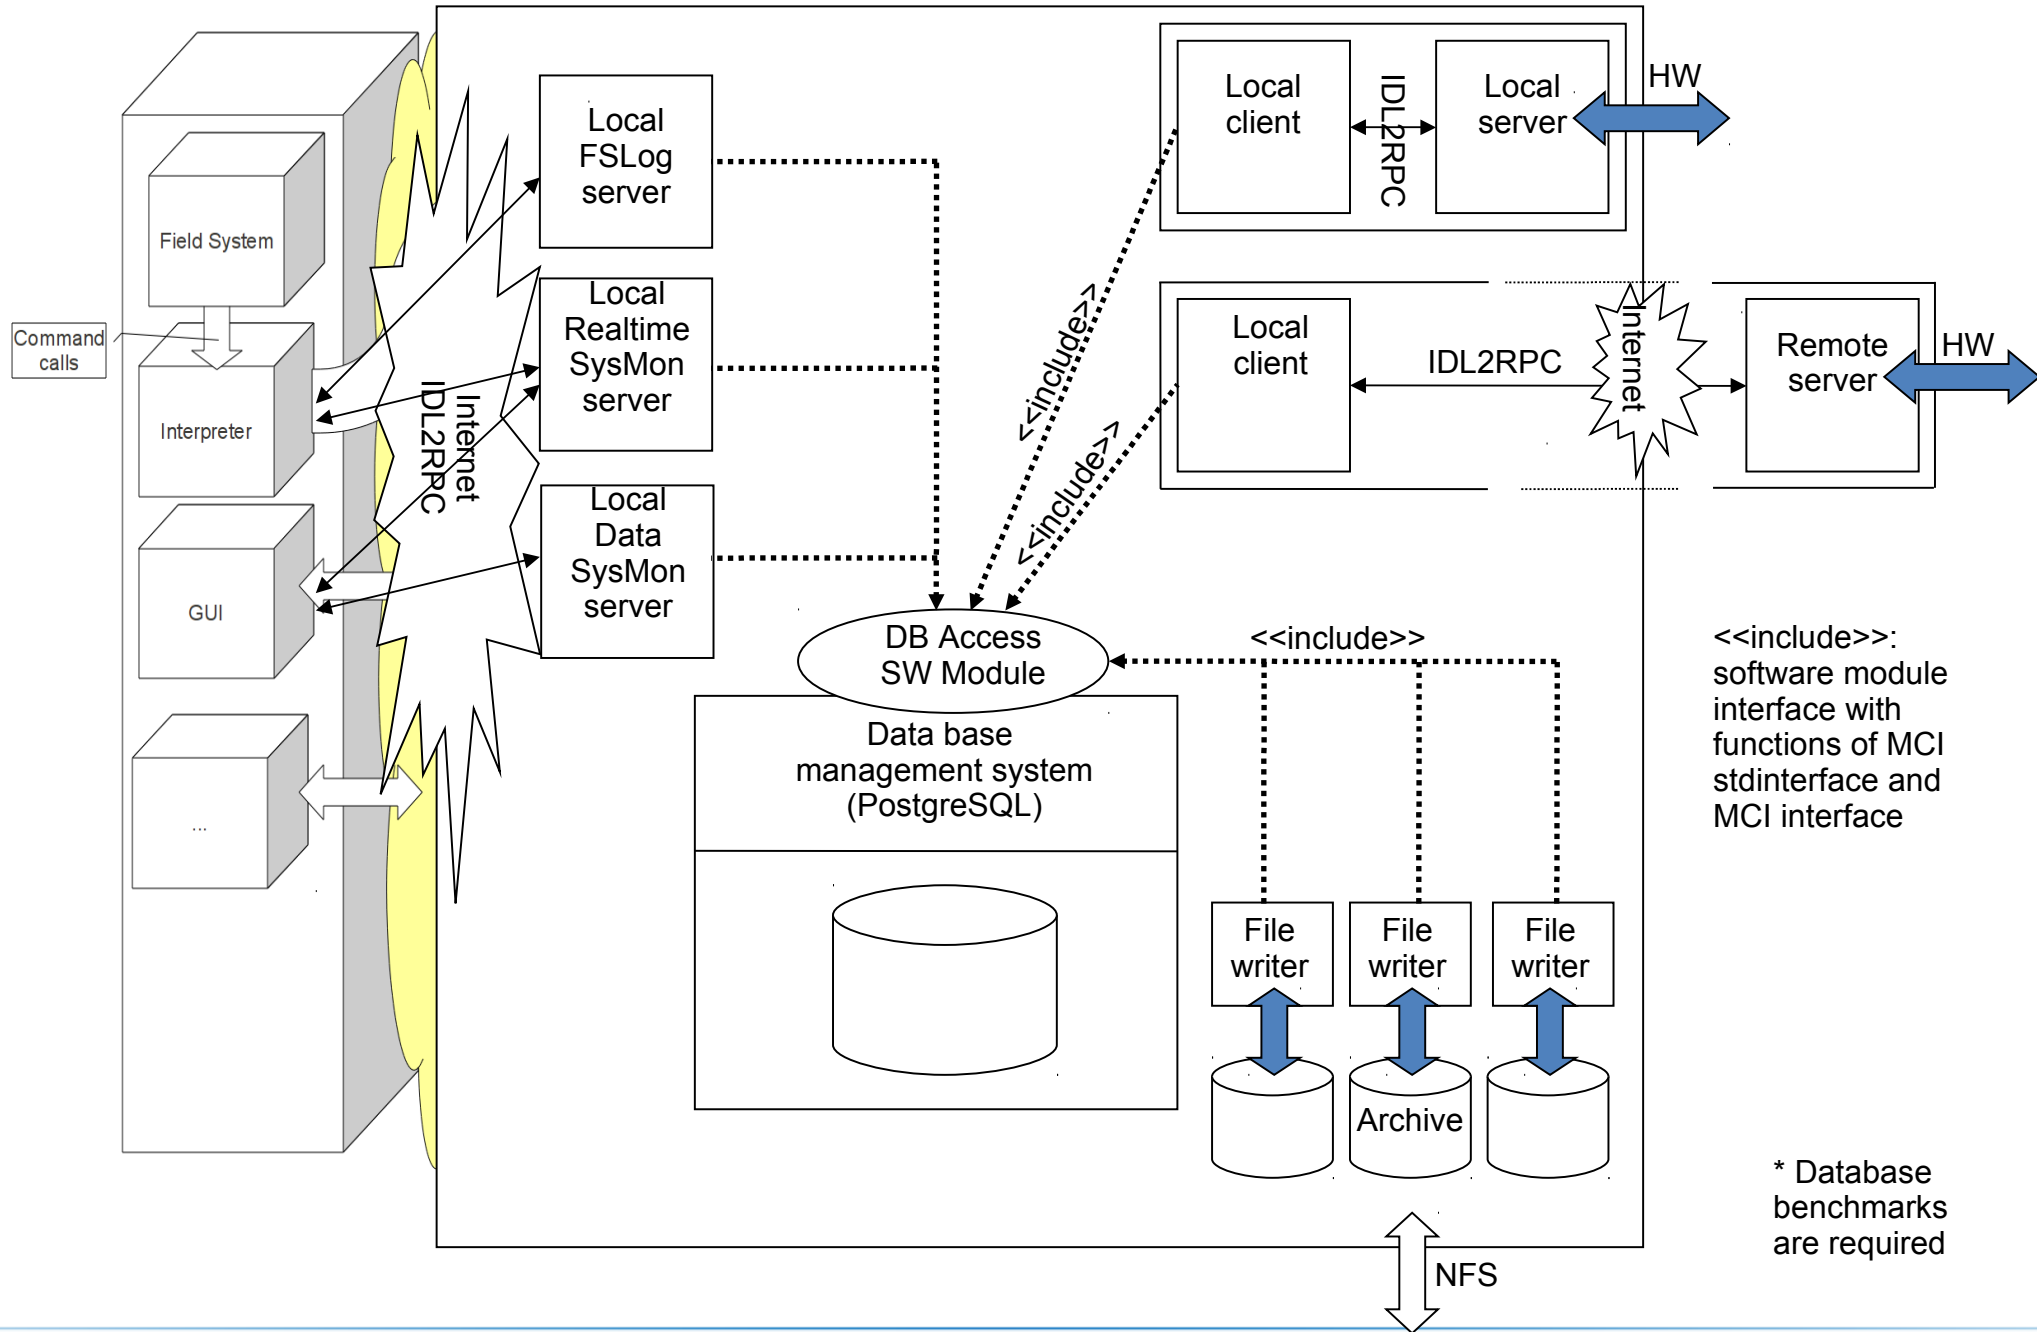 Field System
Command
calls
Interpreter
GUI
...
Internet
IDL2RPC
Local
FSLog
server
Local
Realtime
SysMon
server
Local
Data
SysMon
server
Local
client
IDL2RPC
Local
server
HW
Local
client
IDL2RPC
Internet
Remote
server
HW
<<include>>
<<include>>
DB Access
SW Module
<<include>>
Data base
management system
(PostgreSQL)
<<include>>:
software module
interface with
functions of MCI
stdinterface and
MCI interface
File
writer
File
writer
File
writer
Archive
* Database
benchmarks
are required
NFS